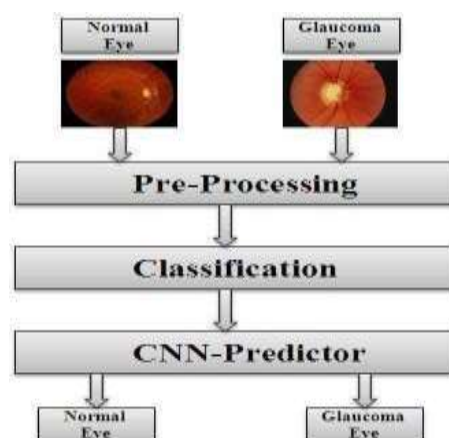 Normal
Eye
Glaucoma
Eye
Pre-Processing
Classification
CNN-Predictor
Normal
Eye
Glaucoma
Eye